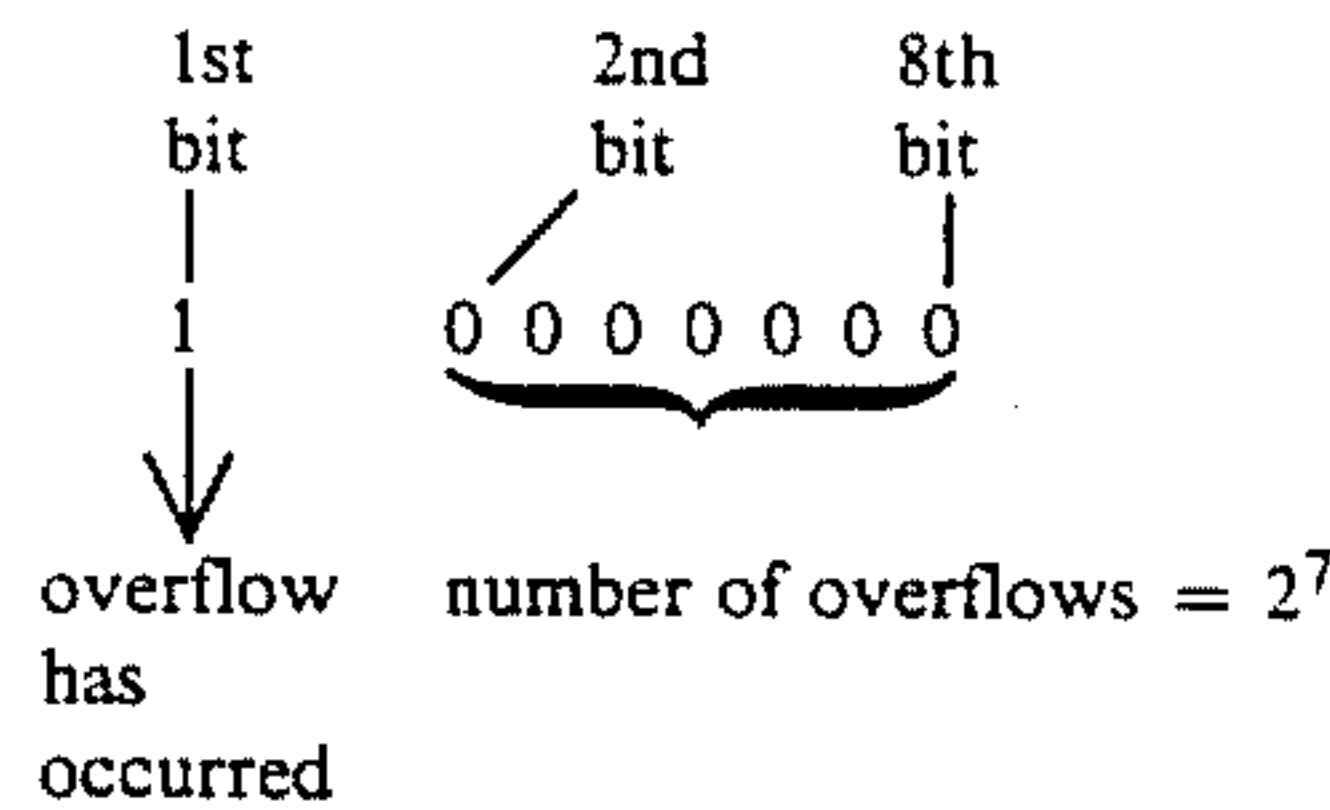 1st 2nd 8th
bit bit bit
1 0 0 0 0 0 0 0
overflow number of overflows = 2⁷
has
occurred